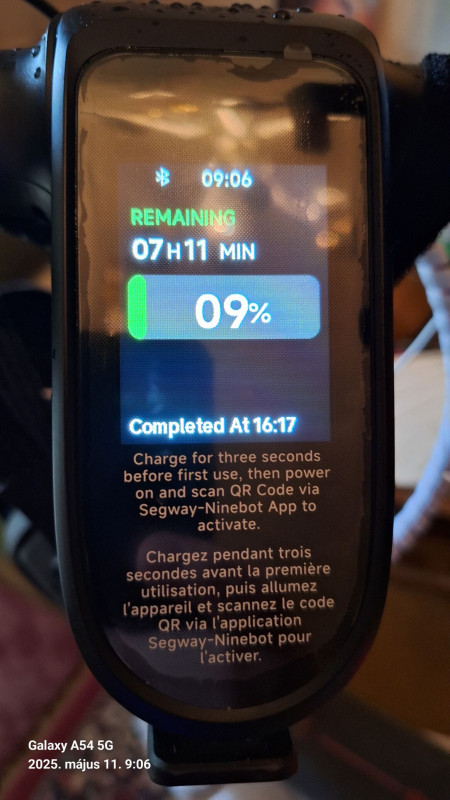 09:06
REMAINING
07 H 11 MIN
09%
Completed At 16:17
Charge for three seconds
before first use, then power
on and scan QR Code via
Segway-Ninebot App to
activate.
Chargez pendant trois
secondes avant la première
utilisation, puis allumez
l'appareil et scannez le code
QR via l'application
Segway-Ninebot pour
l'activer.
Galaxy A54 5G
2025. május 11. 9:06